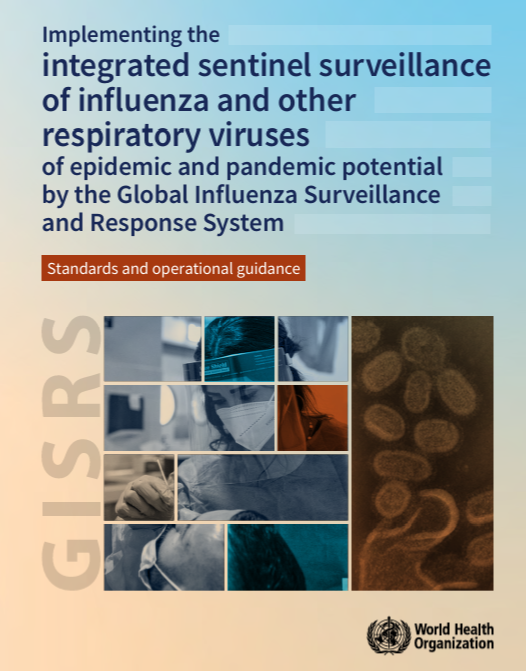 Implementing the
integrated sentinel surveillance
of influenza and other
respiratory viruses
of epidemic and pandemic potential
by the Global Influenza Surveillance
and Response System
Standards and operational guidance
GISRS
World Health
Organization